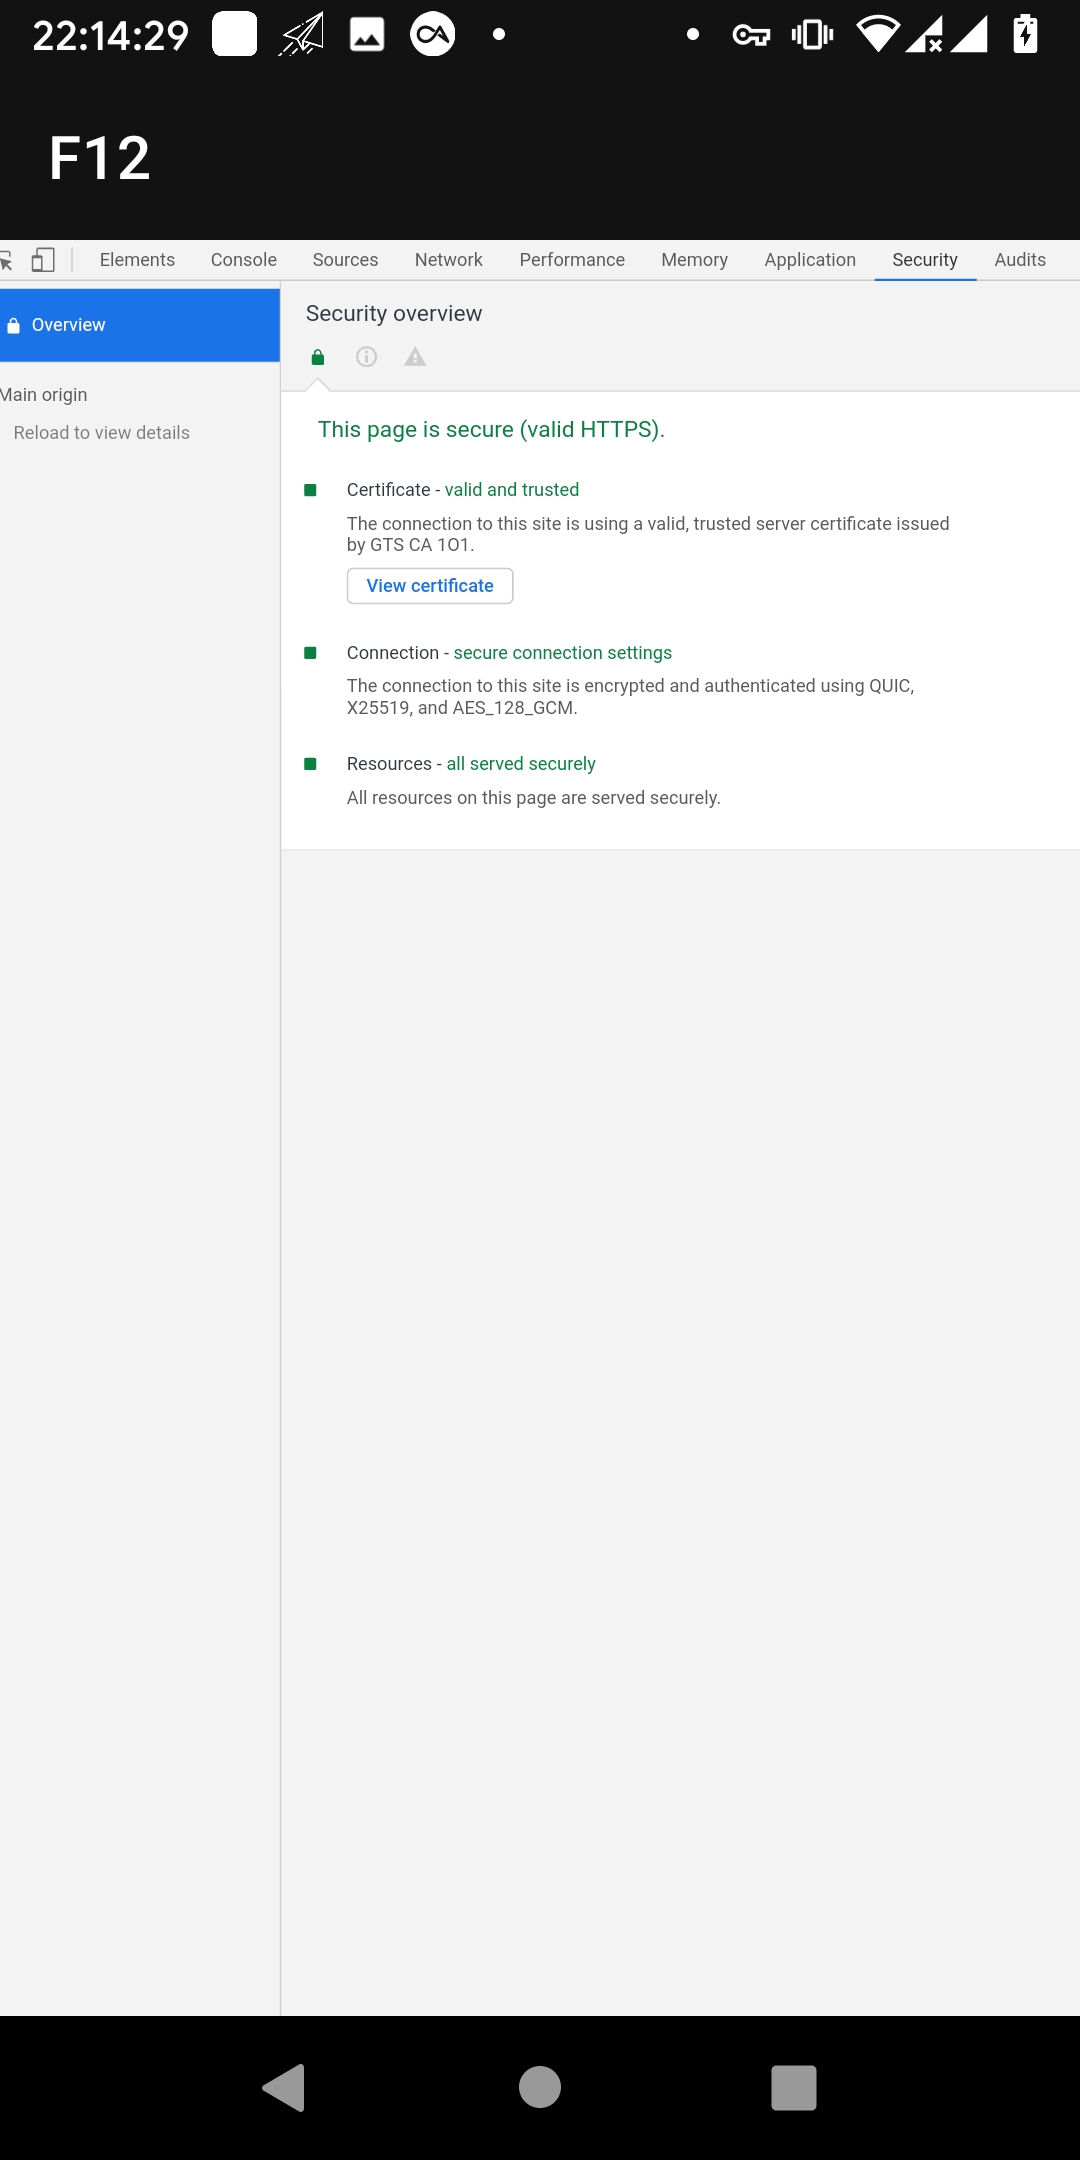 22:14:29
F12
Elements Console Sources Network Performance Memory Application Security Audits
Overview
Main origin
Reload to view details
Security overview
This page is secure (valid HTTPS).
Certificate - valid and trusted
The connection to this site is using a valid, trusted server certificate issued
by GTS CA 1O1.
View certificate
Connection - secure connection settings
The connection to this site is encrypted and authenticated using QUIC,
X25519, and AES_128_GCM.
Resources - all served securely
All resources on this page are served securely.